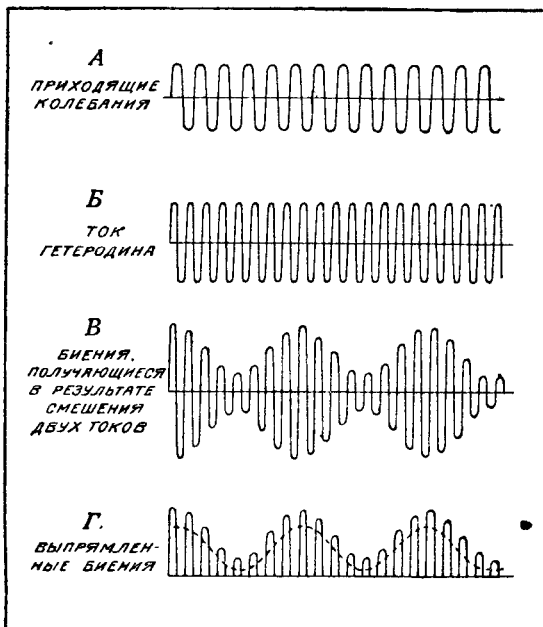 А
ПРИХОДЯЩИЕ
КОЛЕБАНИЯ
Б
ТОК
ГЕТЕРОДИНА
В
БИЕНИЯ,
ПОЛУЧАЮЩИЕСЯ
В РЕЗУЛЬТАТЕ
СМЕШЕНИЯ
ДВУХ ТОКОВ
Г.
ВЫПРЯМЛЕН-
НЫЕ БИЕНИЯ